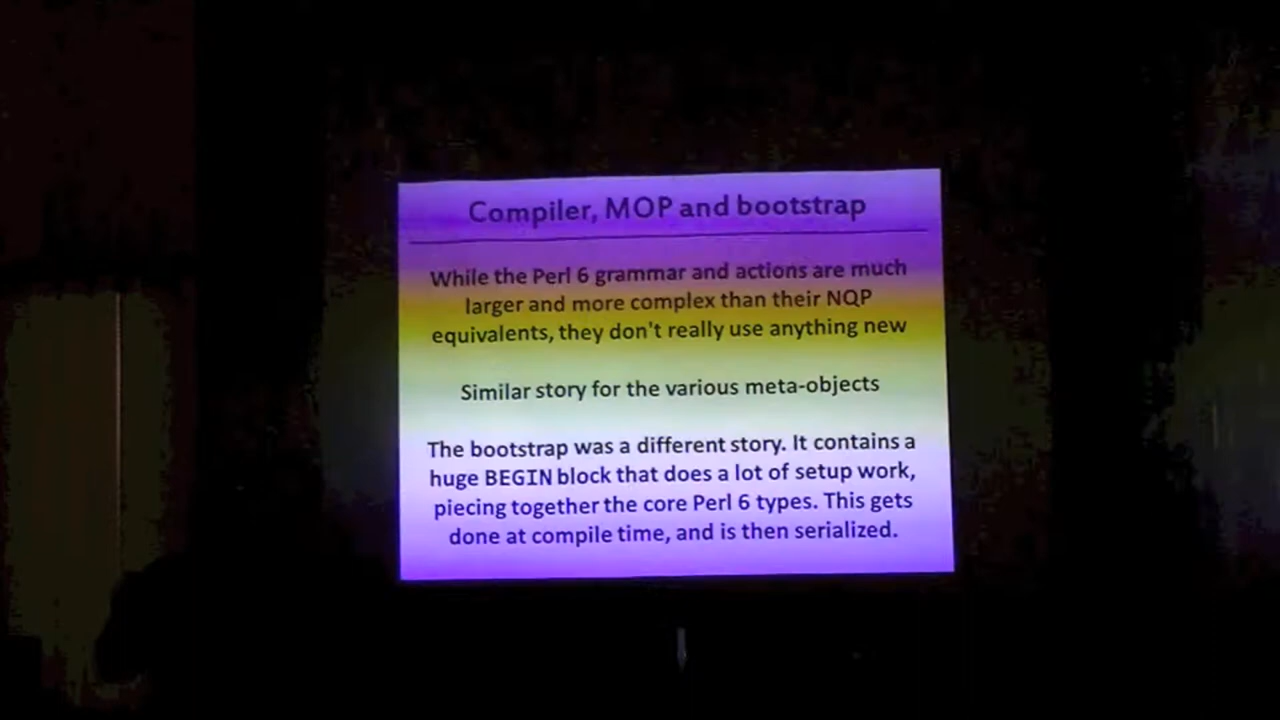 Compiler, MOP and bootstrap
While the Perl 6 grammar and actions are much
larger and more complex than their NQP
equivalents, they don't really use anything new
Similar story for the various meta-objects
The bootstrap was a different story. It contains a
huge BEGIN block that does a lot of setup work,
piecing together the core Perl 6 types. This gets
done at compile time, and is then serialized.